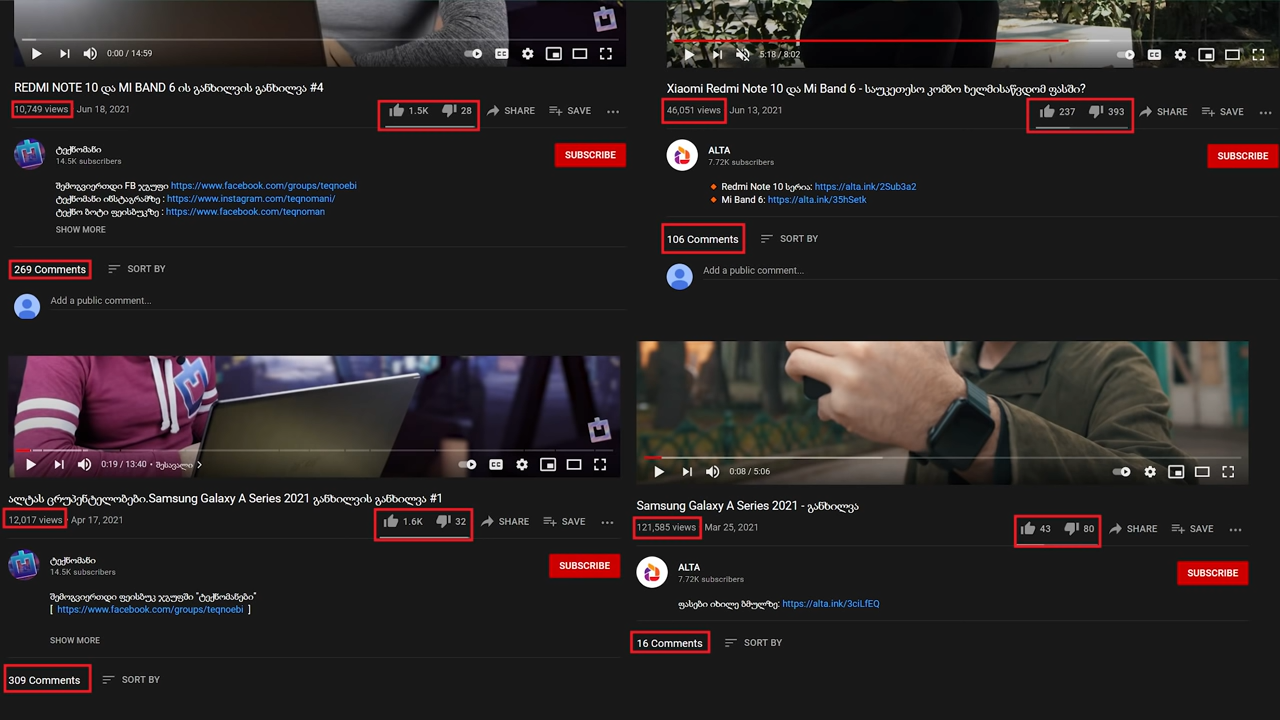 0:00 / 14:59
REDMI NOTE 10 და MI BAND 6 ის განხილვის განხილვა #4
10,749 views · Jun 18, 2021
1.5K 28 SHARE SAVE
ტექნომანი
14.5K subscribers
SUBSCRIBE
შემოგვიერთდი FB ჯგუფი https://www.facebook.com/groups/teqnoebi
ტექნომანი ინსტაგრამზე : https://www.instagram.com/teqnomani/
ტექნო ბოტი ფეისბუკზე : https://www.facebook.com/teqnoman
SHOW MORE
269 Comments SORT BY
Add a public comment...
5:18 / 8:02
Xiaomi Redmi Note 10 და Mi Band 6 - საუკეთესო კომბო ხელმისაწვდომ ფასში?
46,051 views · Jun 13, 2021
237 393 SHARE SAVE
ALTA
7.72K subscribers
SUBSCRIBE
Redmi Note 10 სერია: https://alta.ink/2Sub3a2
Mi Band 6: https://alta.ink/35hSetk
106 Comments SORT BY
Add a public comment...
0:19 / 13:40 • შესავალი
ალტას ცრუპენტელობები.Samsung Galaxy A Series 2021 განხილვის განხილვა #1
12,017 views · Apr 17, 2021
1.6K 32 SHARE SAVE
ტექნომანი
14.5K subscribers
SUBSCRIBE
შემოგვიერთდი ფეისბუკ ჯგუფში "ტექნომანები"
[ https://www.facebook.com/groups/teqnoebi ]
SHOW MORE
309 Comments SORT BY
0:08 / 5:06
Samsung Galaxy A Series 2021 - განხილვა
121,585 views · Mar 25, 2021
43 80 SHARE SAVE
ALTA
7.72K subscribers
SUBSCRIBE
ფასები იხილე ბმულზე: https://alta.ink/3ciLfEQ
16 Comments SORT BY